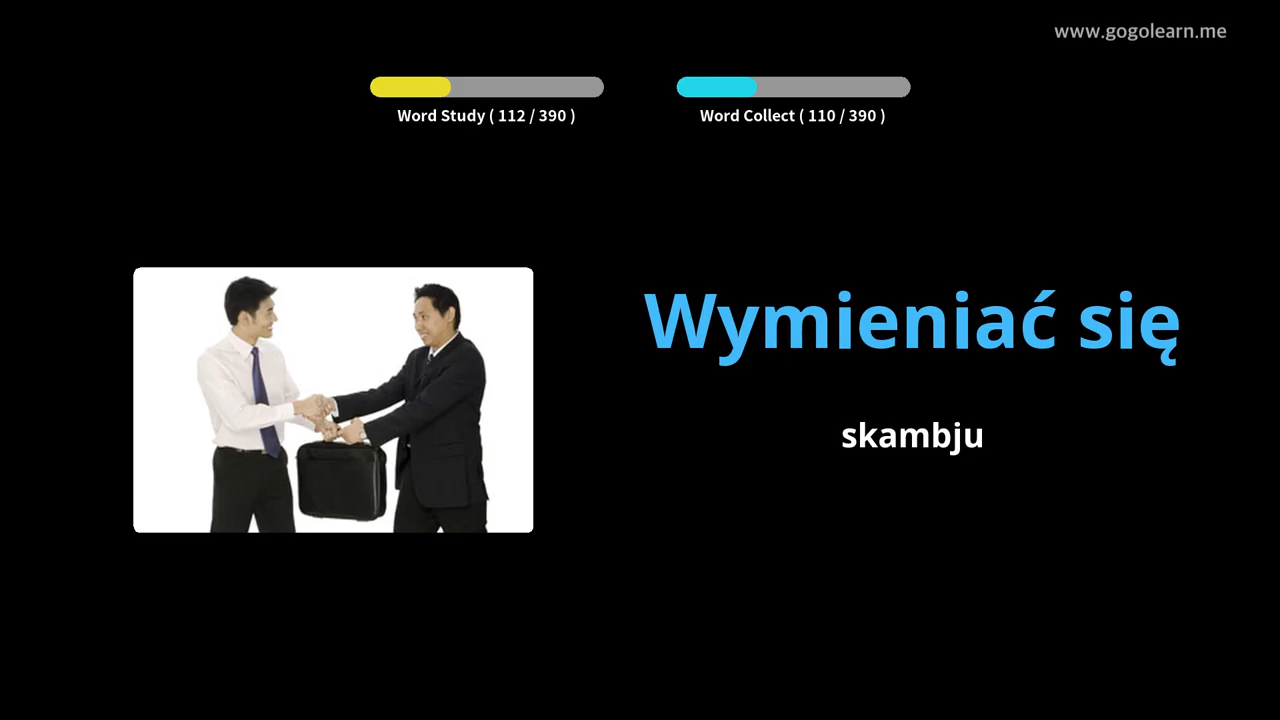 www.gogolearn.me
Word Study ( 112 / 390 )
Word Collect ( 110 / 390 )
Wymieniać się
skambju